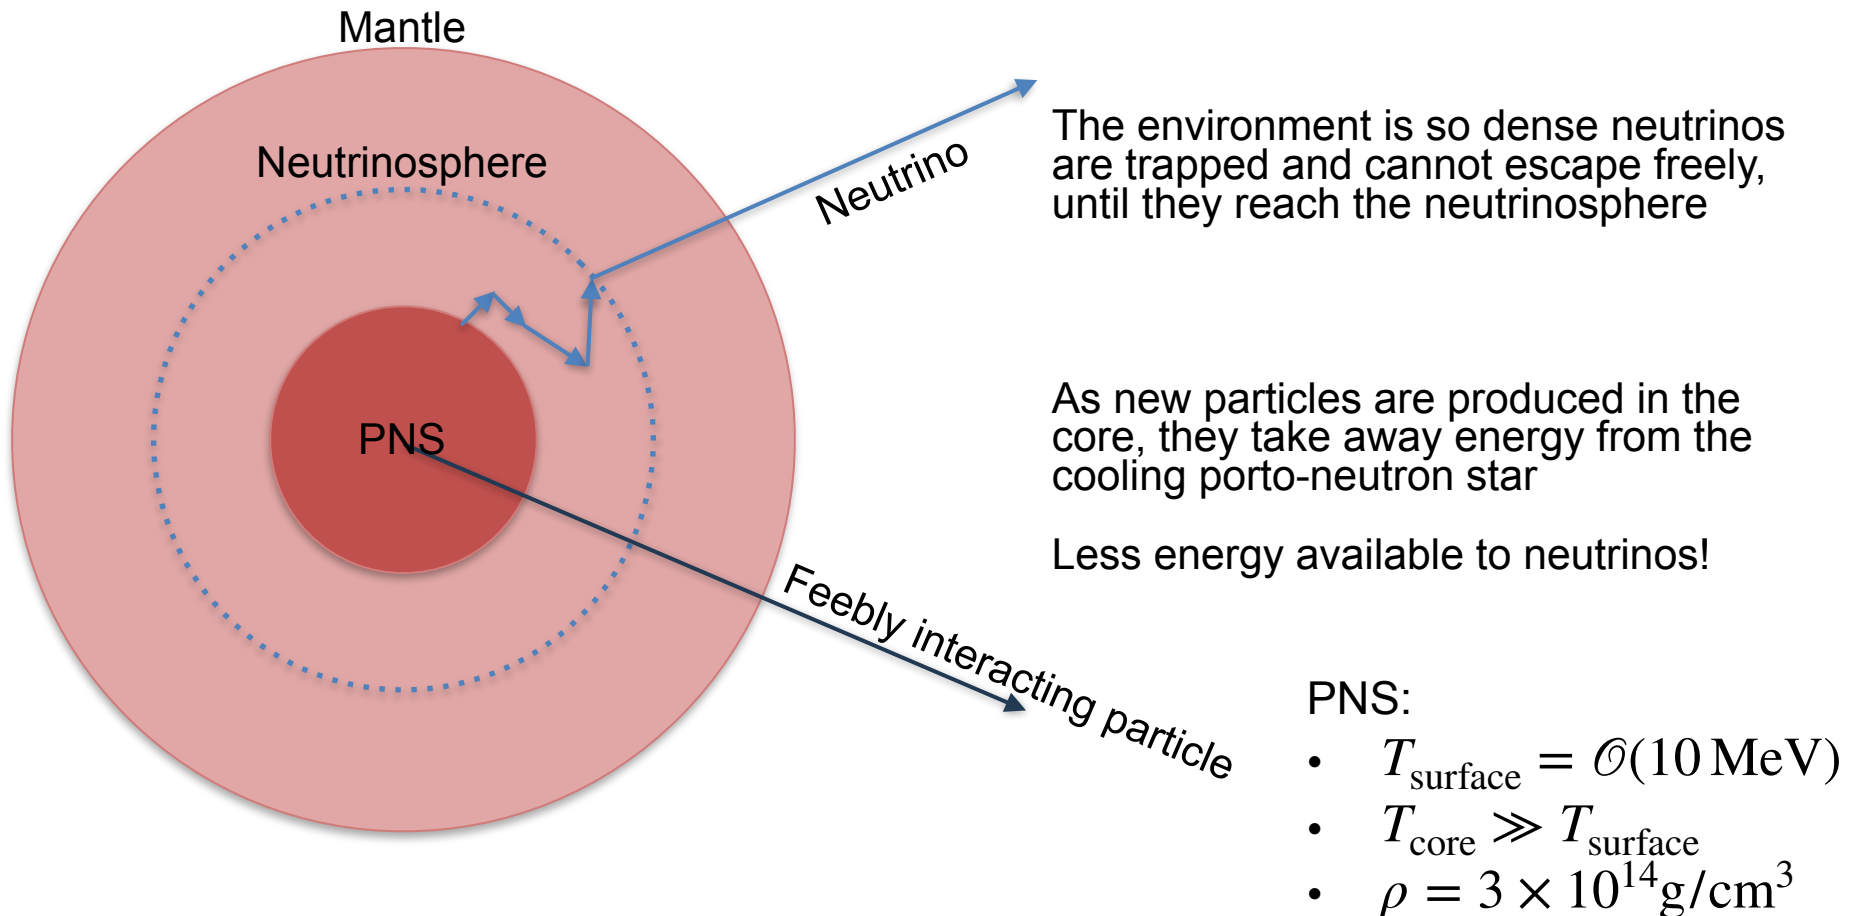 Mantle
Neutrinosphere
Neutrino
PNS
Feebly interacting particle
The environment is so dense neutrinos
are trapped and cannot escape freely,
until they reach the neutrinosphere
As new particles are produced in the
core, they take away energy from the
cooling porto-neutron star
Less energy available to neutrinos!
PNS:
• T_surface = 𝒪(10 MeV)
• T_core ≫ T_surface
• ρ = 3 × 10^14 g/cm^3